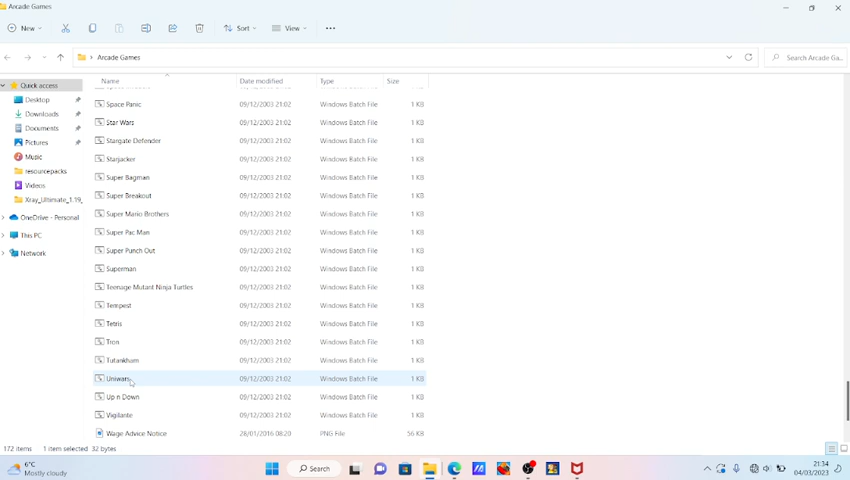 Arcade Games
New Sort View
Arcade Games Search Arcade Ga...
Name Date modified Type Size
Quick access
Desktop
Downloads
Documents
Pictures
Music
resourcepacks
Videos
Xray_Ultimate_1.19_
OneDrive - Personal
This PC
Network
Space Panic 09/12/2003 21:02 Windows Batch File 1 KB
Star Wars 09/12/2003 21:02 Windows Batch File 1 KB
Stargate Defender 09/12/2003 21:02 Windows Batch File 1 KB
Starjacker 09/12/2003 21:02 Windows Batch File 1 KB
Super Bagman 09/12/2003 21:02 Windows Batch File 1 KB
Super Breakout 09/12/2003 21:02 Windows Batch File 1 KB
Super Mario Brothers 09/12/2003 21:02 Windows Batch File 1 KB
Super Pac Man 09/12/2003 21:02 Windows Batch File 1 KB
Super Punch Out 09/12/2003 21:02 Windows Batch File 1 KB
Superman 09/12/2003 21:02 Windows Batch File 1 KB
Teenage Mutant Ninja Turtles 09/12/2003 21:02 Windows Batch File 1 KB
Tempest 09/12/2003 21:02 Windows Batch File 1 KB
Tetris 09/12/2003 21:02 Windows Batch File 1 KB
Tron 09/12/2003 21:02 Windows Batch File 1 KB
Tutankhum 09/12/2003 21:02 Windows Batch File 1 KB
Uniwars 09/12/2003 21:02 Windows Batch File 1 KB
Up n Down 09/12/2003 21:02 Windows Batch File 1 KB
Vigilante 09/12/2003 21:02 Windows Batch File 1 KB
Wage Advice Notice 28/01/2016 08:20 PNG File 56 KB
172 items 1 item selected 32 bytes
6°C
Mostly cloudy
Search
21:34
04/03/2023